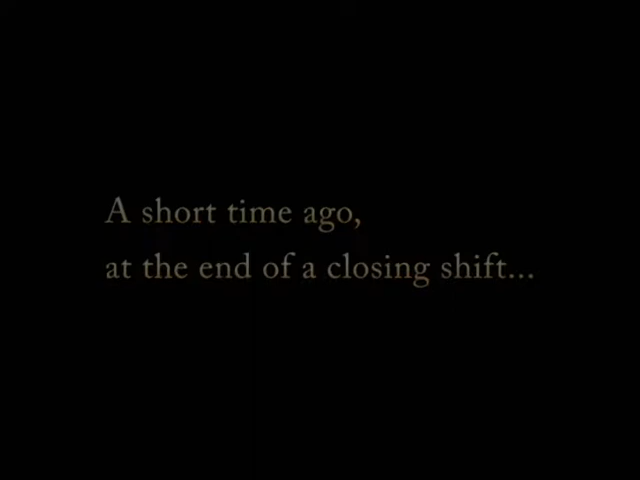 A short time ago,
at the end of a closing shift...